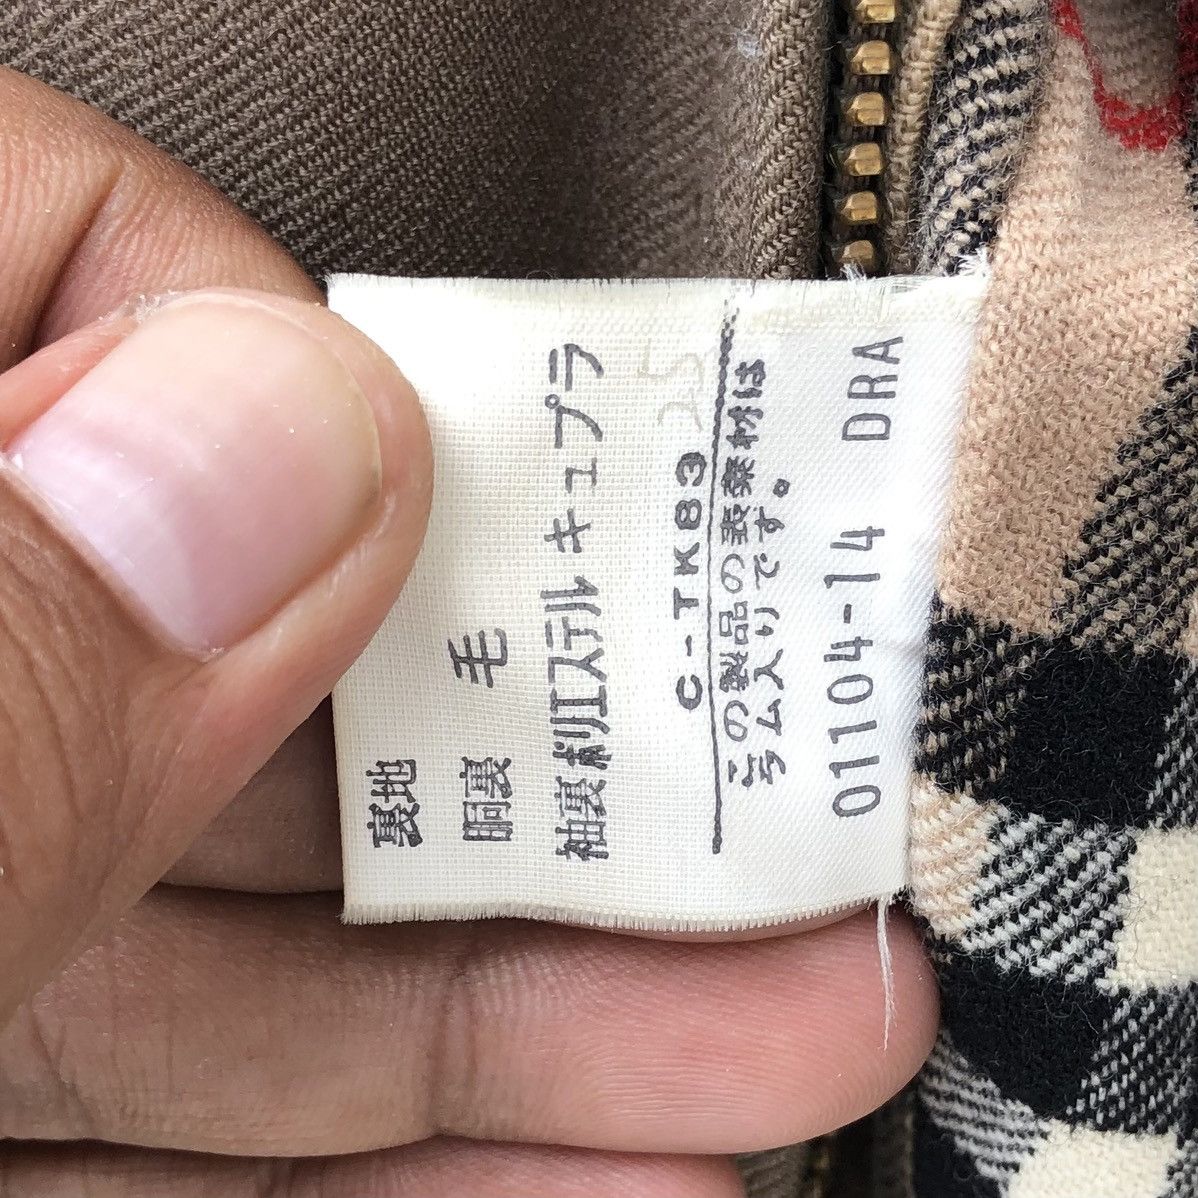 裏地
胴裏 毛
袖裏 ポリエステル キュプラ
C-TK83
この製品の表素材は
ラム入りです。
01104-14 DRA